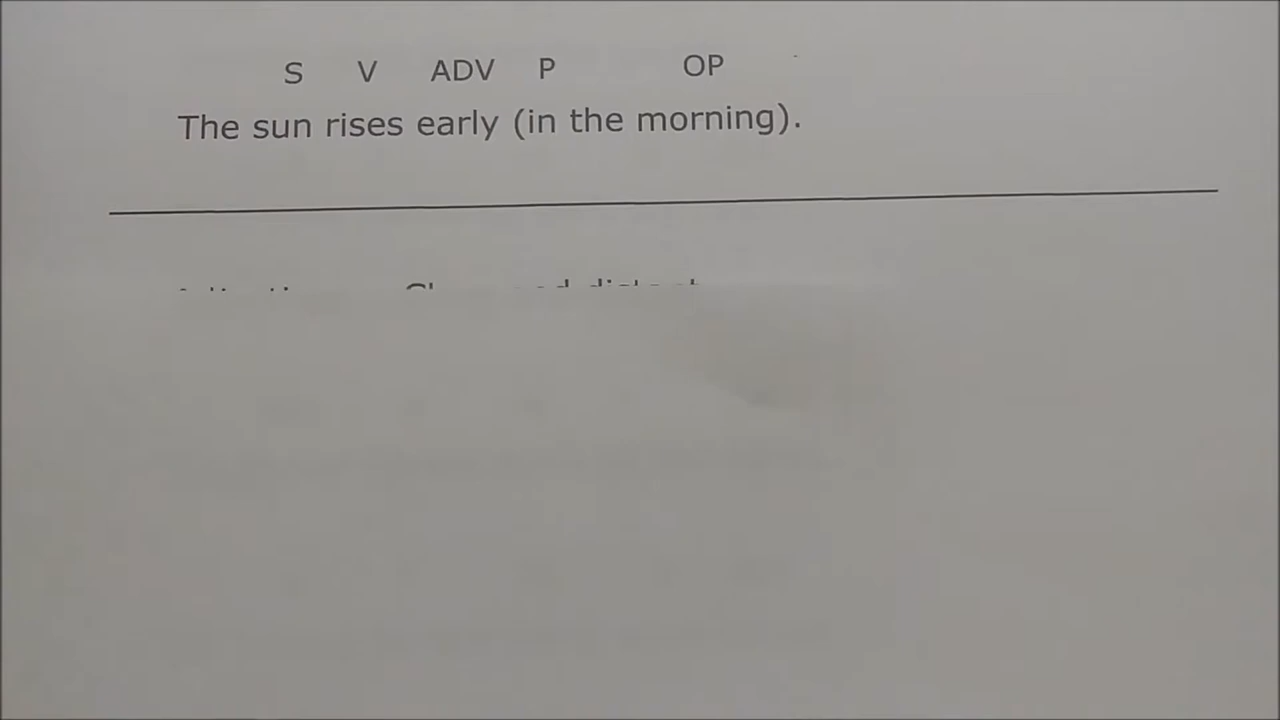 S V ADV P OP
The sun rises early (in the morning).